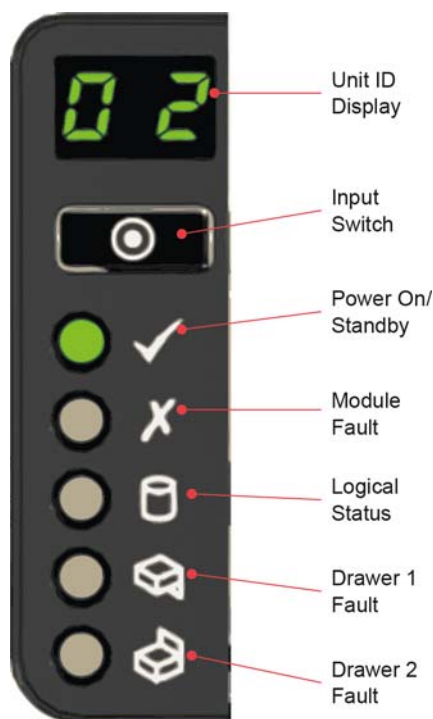 02
Unit ID
Display
Input
Switch
Power On/
Standby
Module
Fault
Logical
Status
Drawer 1
Fault
Drawer 2
Fault